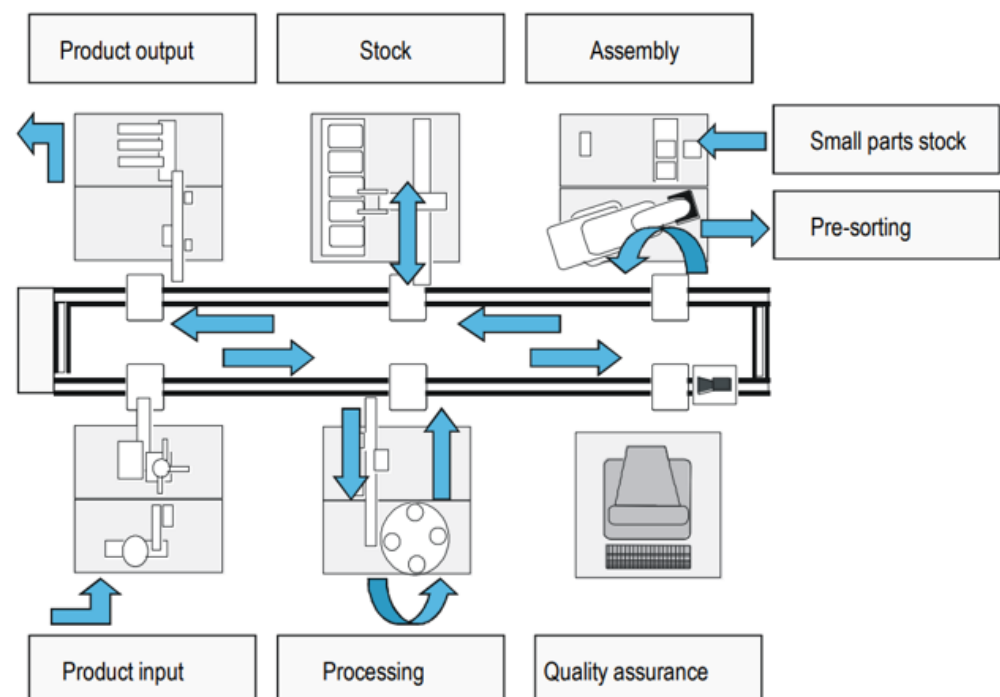 Product output
Stock
Assembly
Small parts stock
Pre-sorting
Product input
Processing
Quality assurance